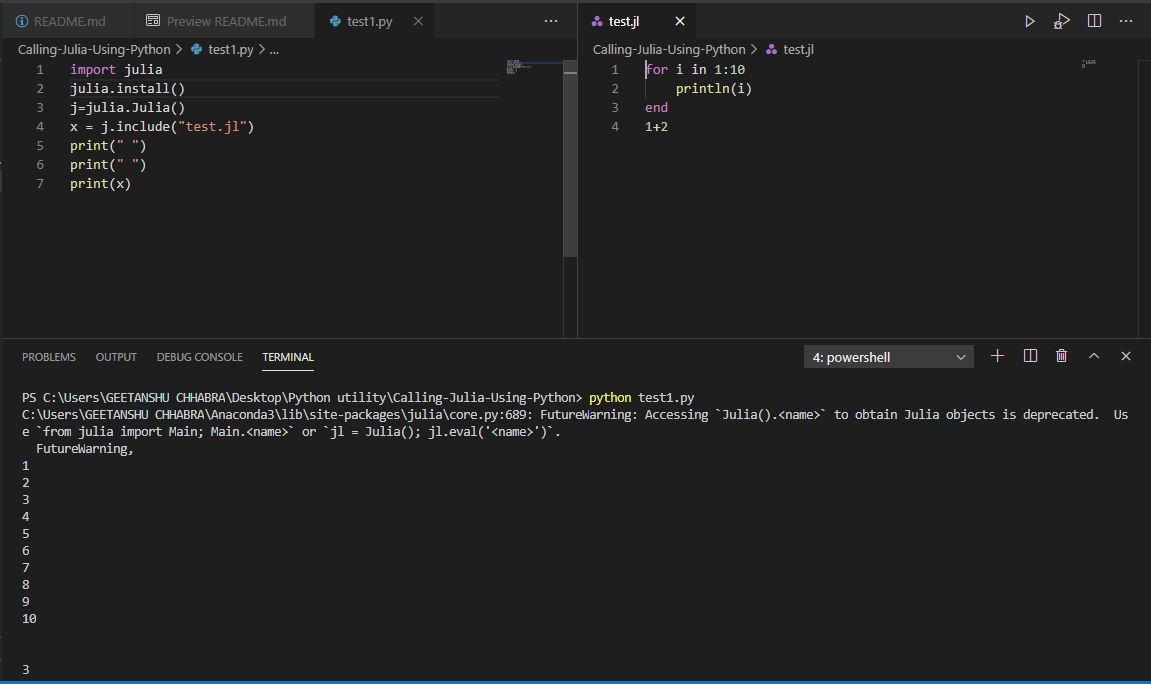 README.md
Preview README.md
test1.py
Calling-Julia-Using-Python > test1.py > ...
1 import julia
2 julia.install()
3 j=julia.Julia()
4 x = j.include("test.jl")
5 print(" ")
6 print(" ")
7 print(x)
test.jl
Calling-Julia-Using-Python > test.jl
1 for i in 1:10
2     println(i)
3 end
4 1+2
PROBLEMS OUTPUT DEBUG CONSOLE TERMINAL
4: powershell
PS C:\Users\GEETANSHU CHHABRA\Desktop\Python utility\Calling-Julia-Using-Python> python test1.py
C:\Users\GEETANSHU CHHABRA\Anaconda3\lib\site-packages\julia\core.py:689: FutureWarning: Accessing `Julia().<name>` to obtain Julia objects is deprecated.  Us
e `from julia import Main; Main.<name>` or `jl = Julia(); jl.eval('<name>')`.
  FutureWarning,
1
2
3
4
5
6
7
8
9
10
3